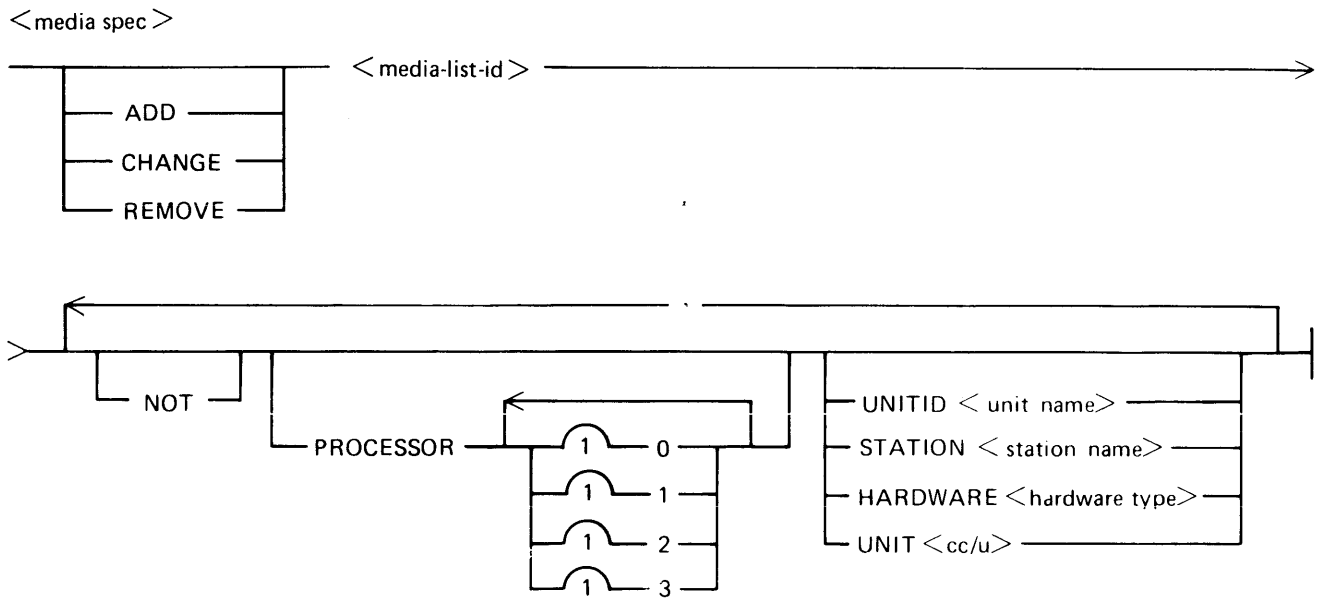 <media spec>
<media-list-id>
ADD
CHANGE
REMOVE
,
NOT
PROCESSOR
1 0
1 1
1 2
1 3
UNITID <unit name>
STATION <station name>
HARDWARE <hardware type>
UNIT <cc/u>